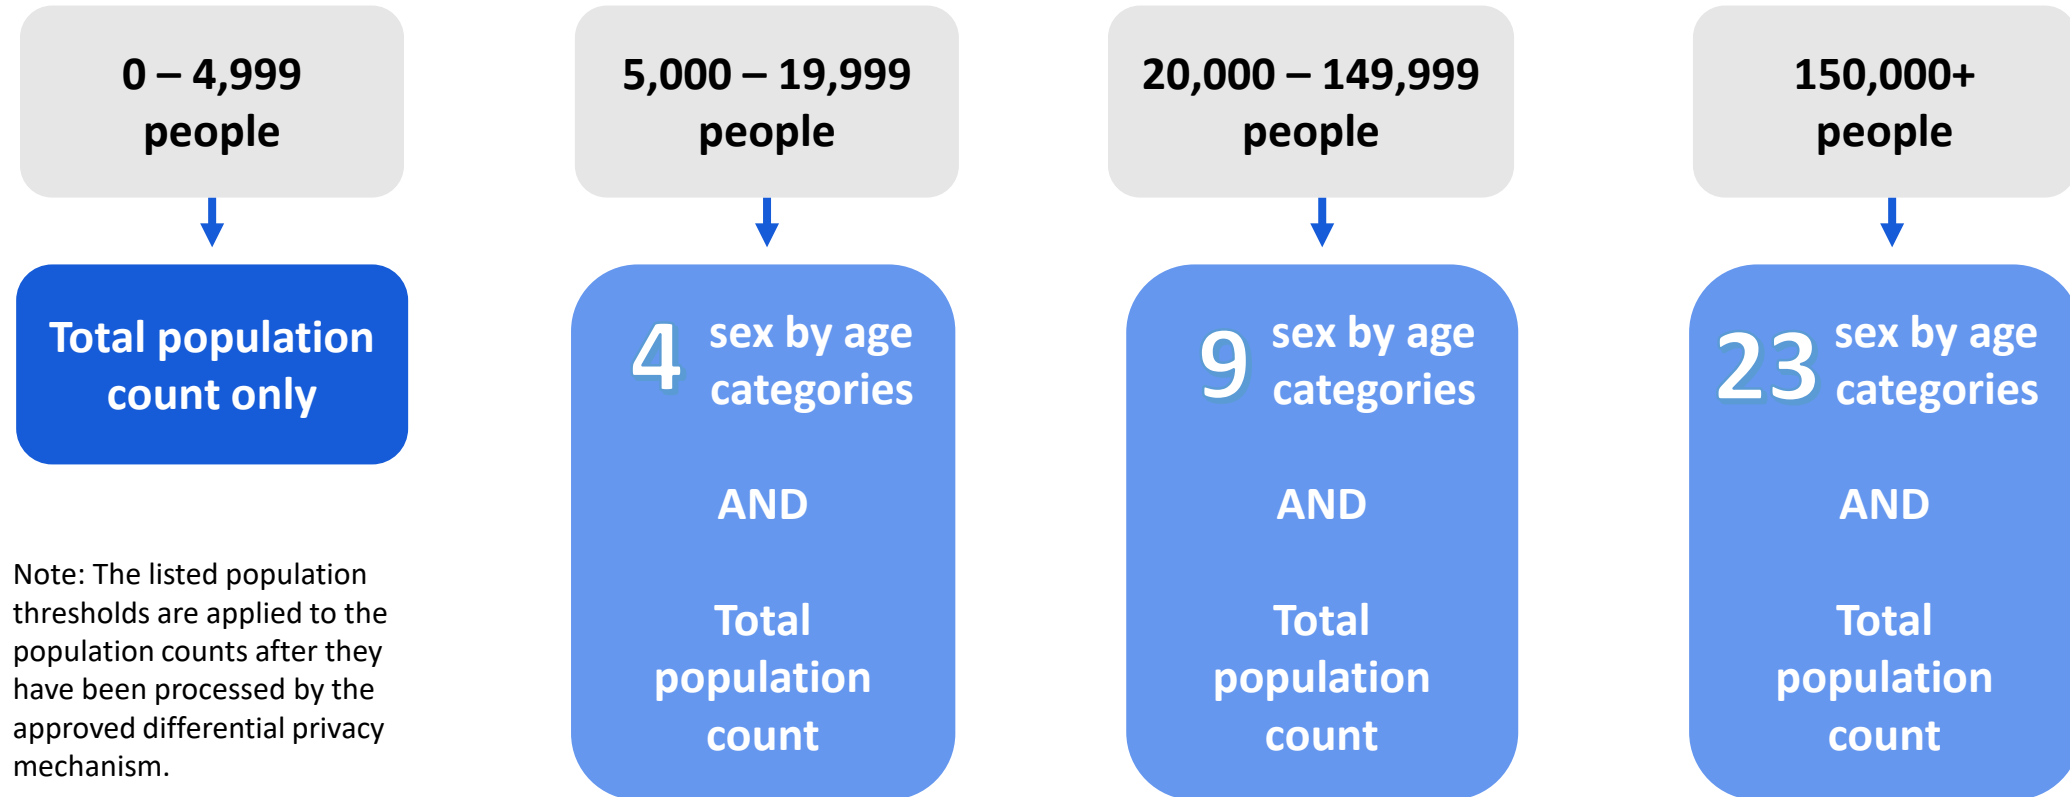 0 – 4,999
people
5,000 – 19,999
people
20,000 – 149,999
people
150,000+
people
Total population
count only
4 sex by age
categories
AND
Total
population
count
9 sex by age
categories
AND
Total
population
count
23 sex by age
categories
AND
Total
population
count
Note: The listed population
thresholds are applied to the
population counts after they
have been processed by the
approved differential privacy
mechanism.